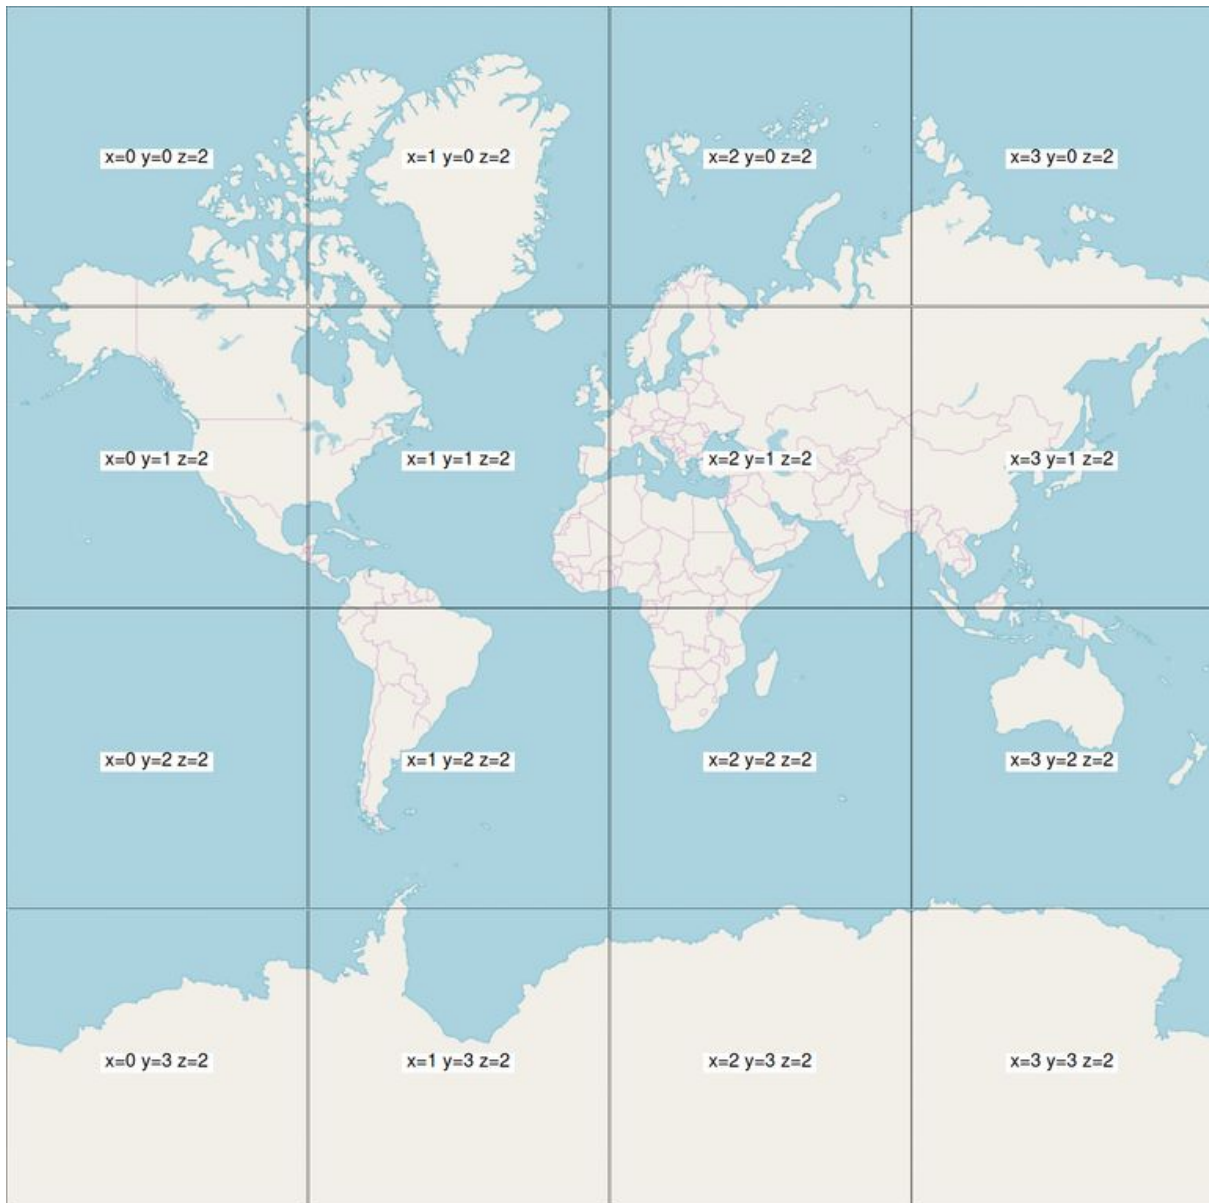 x=0 y=0 z=2
x=1 y=0 z=2
x=2 y=0 z=2
x=3 y=0 z=2
x=0 y=1 z=2
x=1 y=1 z=2
x=2 y=1 z=2
x=3 y=1 z=2
x=0 y=2 z=2
x=1 y=2 z=2
x=2 y=2 z=2
x=3 y=2 z=2
x=0 y=3 z=2
x=1 y=3 z=2
x=2 y=3 z=2
x=3 y=3 z=2